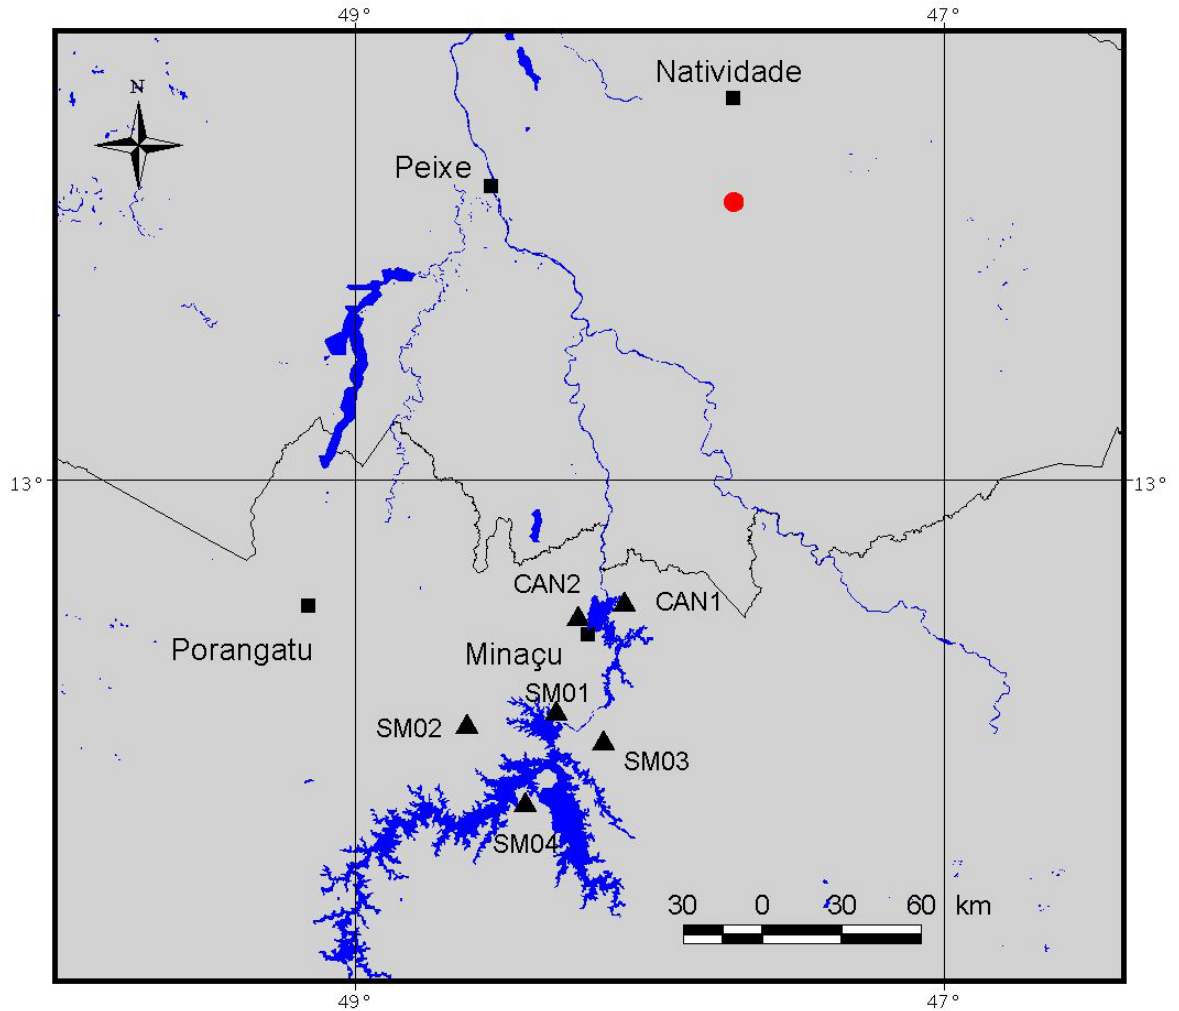 49° 47°
Natividade
N
Peixe
13° 13°
CAN2
CAN1
Porangatu
Minaçu
SM01
SM02
SM03
SM04
30 0 30 60 km
49° 47°